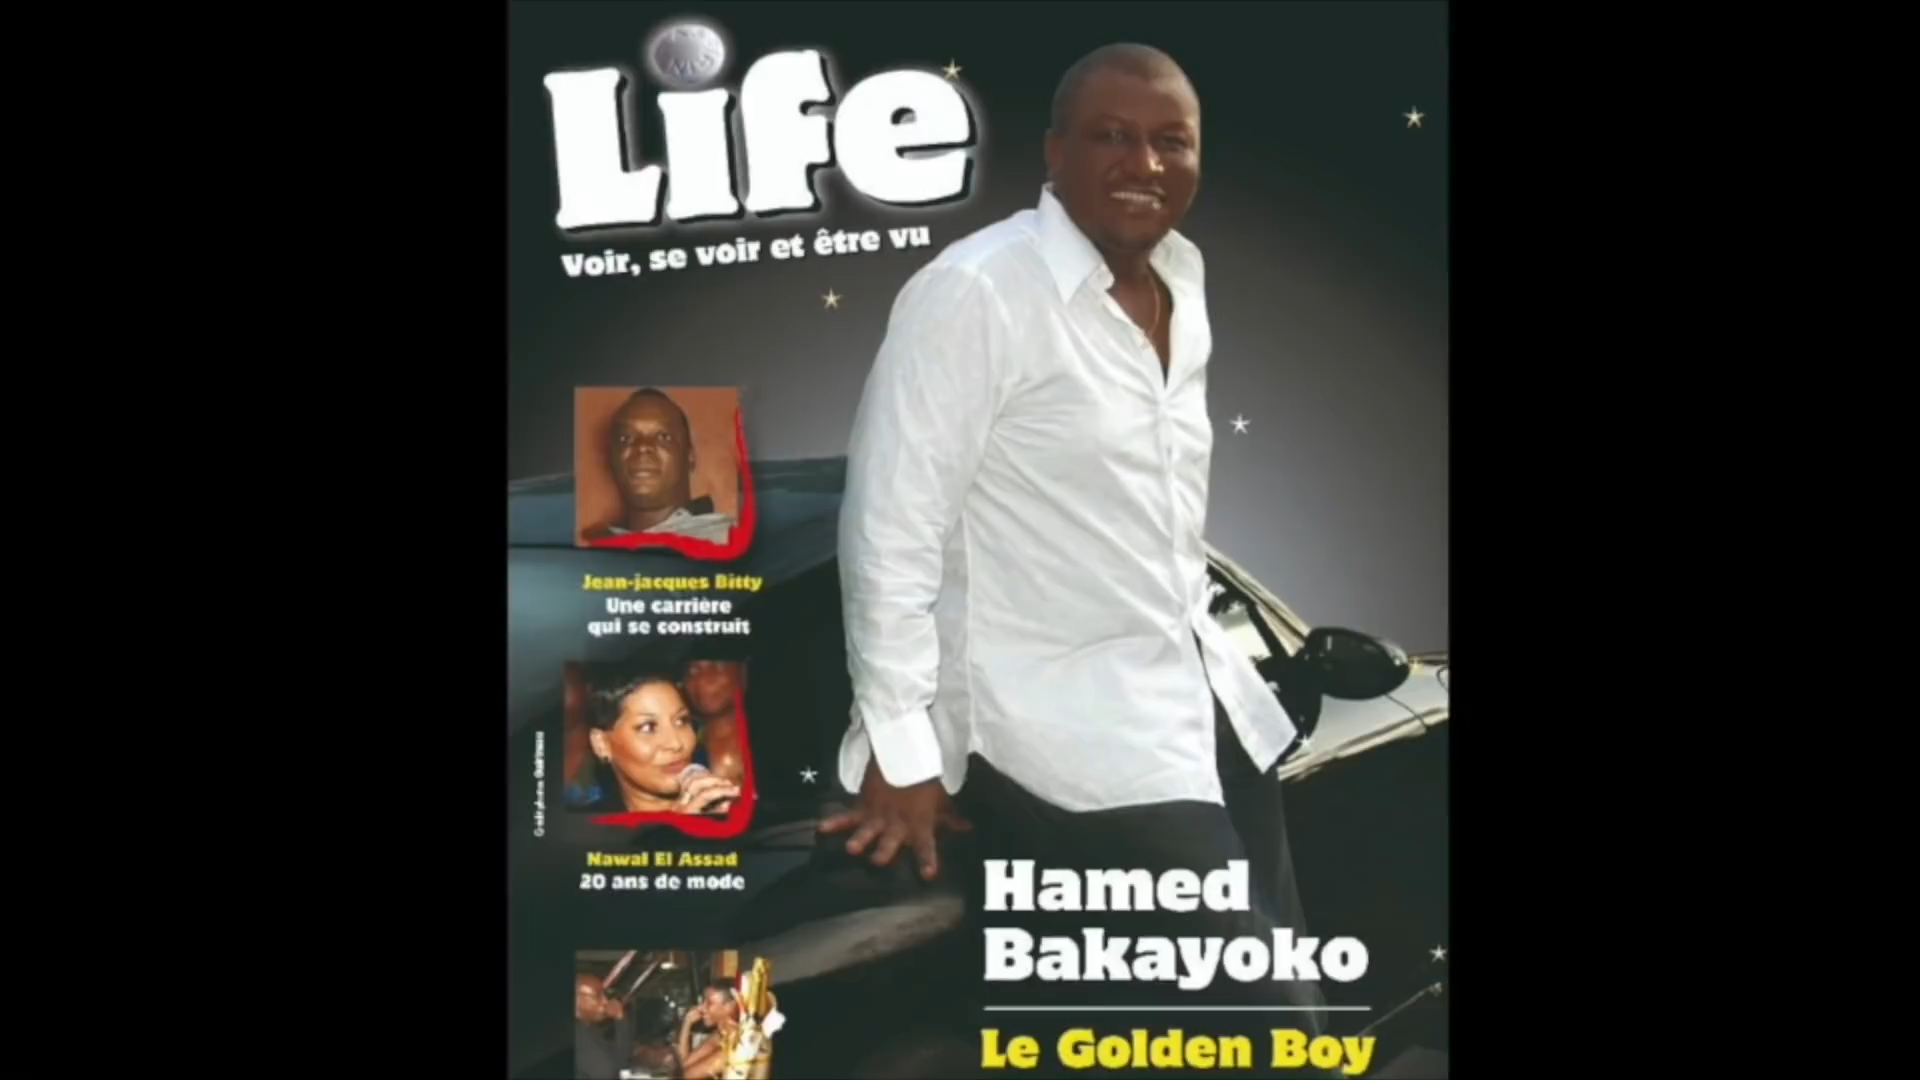 Life
Voir, se voir et être vu
Jean-jacques Bitty
Une carrière
qui se construit
Nawal El Assad
20 ans de mode
Hamed
Bakayoko
Le Golden Boy